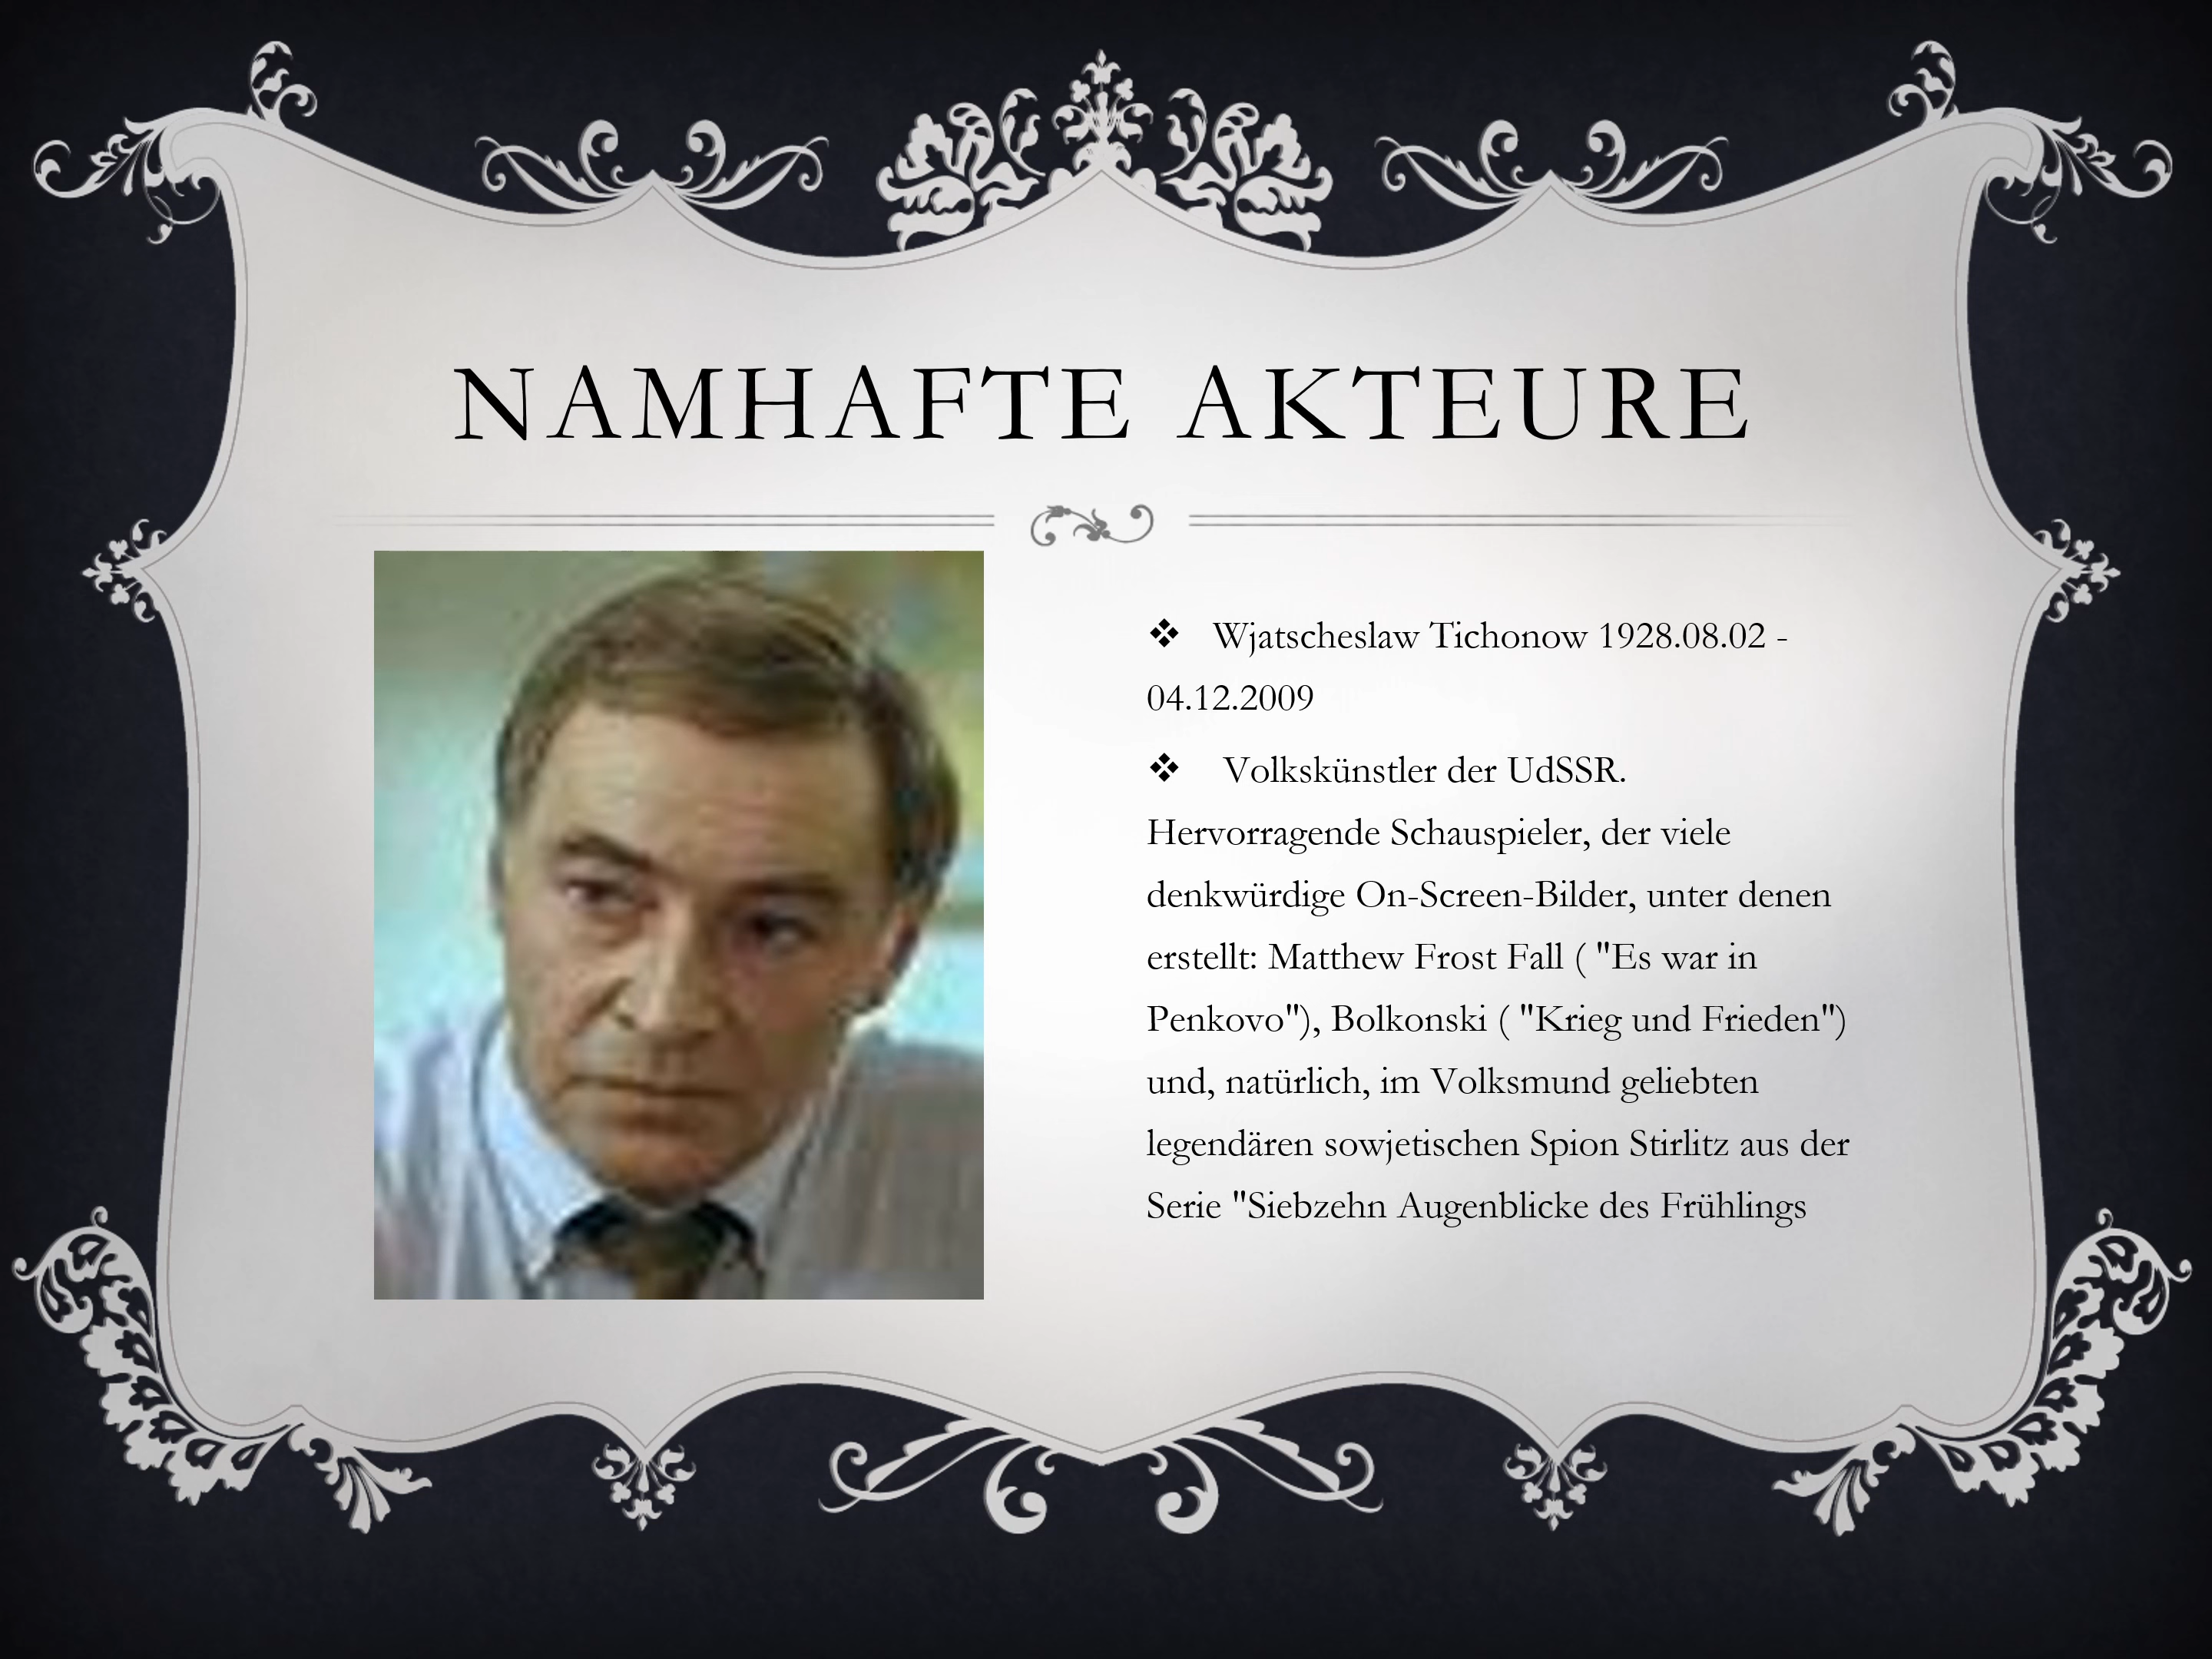 NAMHAFTE AKTEURE
❖ Wjatscheslaw Tichonow 1928.08.02 -
04.12.2009
❖ Volkskünstler der UdSSR.
Hervorragende Schauspieler, der viele
denkwürdige On-Screen-Bilder, unter denen
erstellt: Matthew Frost Fall ( "Es war in
Penkovo"), Bolkonski ( "Krieg und Frieden")
und, natürlich, im Volksmund geliebten
legendären sowjetischen Spion Stirlitz aus der
Serie "Siebzehn Augenblicke des Frühlings